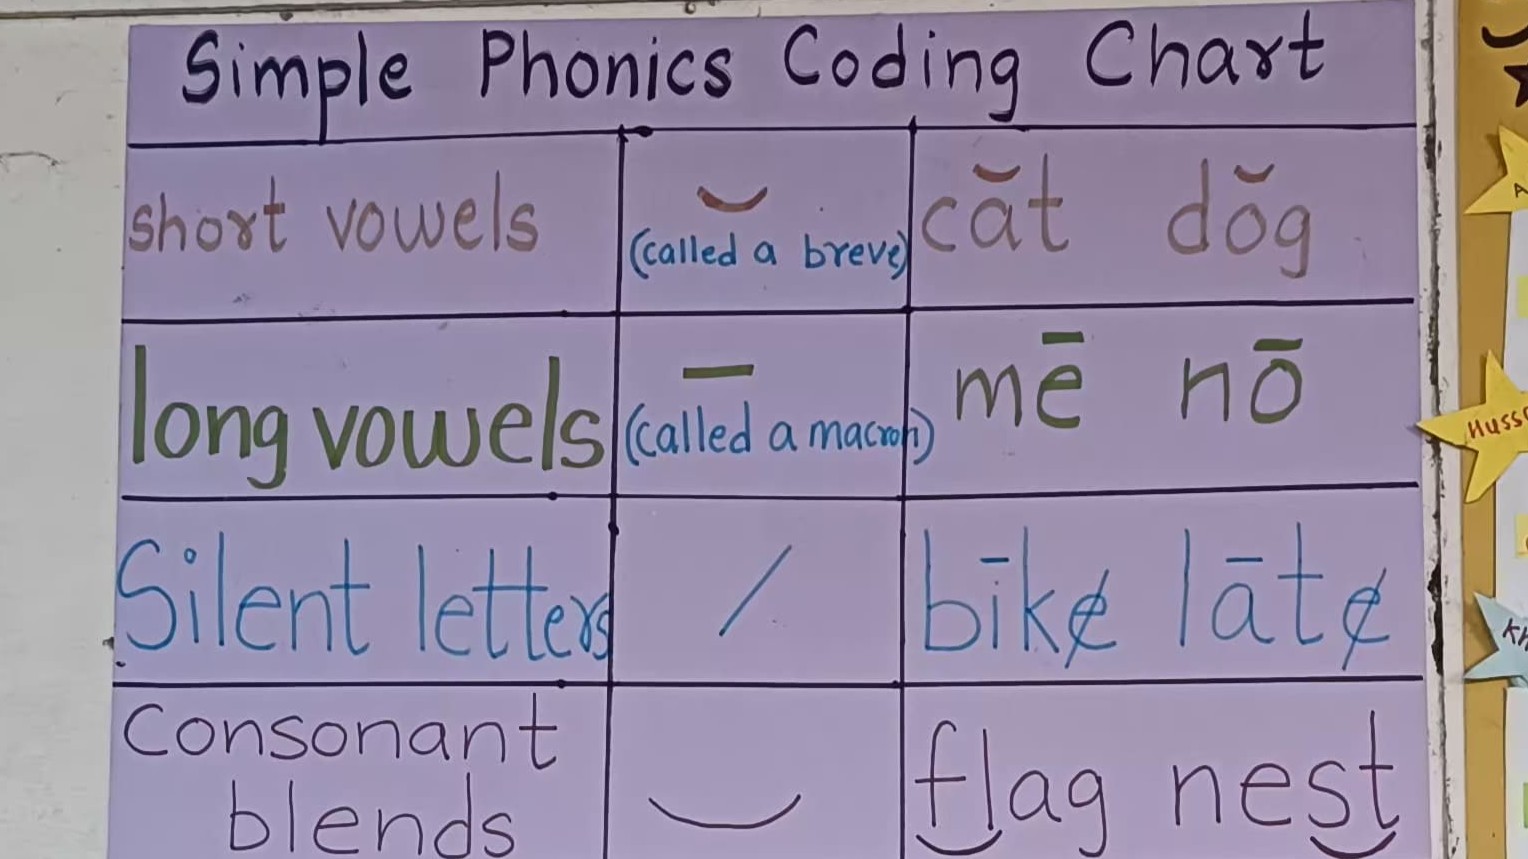 Simple Phonics Coding Chart
short vowels ˘ căt dŏg
(called a breve)
long vowels ¯ mē nō
(called a macron)
Silent letters / bīke̸ lāte̸
Consonant
blends ‿ flag nest